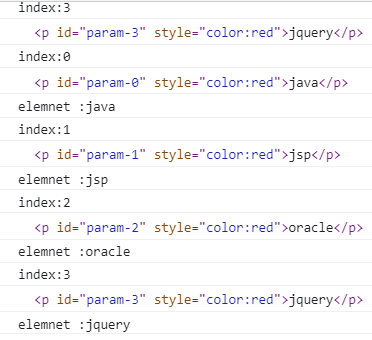 index:3
<p id="param-3" style="color:red">jquery</p>
index:0
<p id="param-0" style="color:red">java</p>
elemnet :java
index:1
<p id="param-1" style="color:red">jsp</p>
elemnet :jsp
index:2
<p id="param-2" style="color:red">oracle</p>
elemnet :oracle
index:3
<p id="param-3" style="color:red">jquery</p>
elemnet :jquery